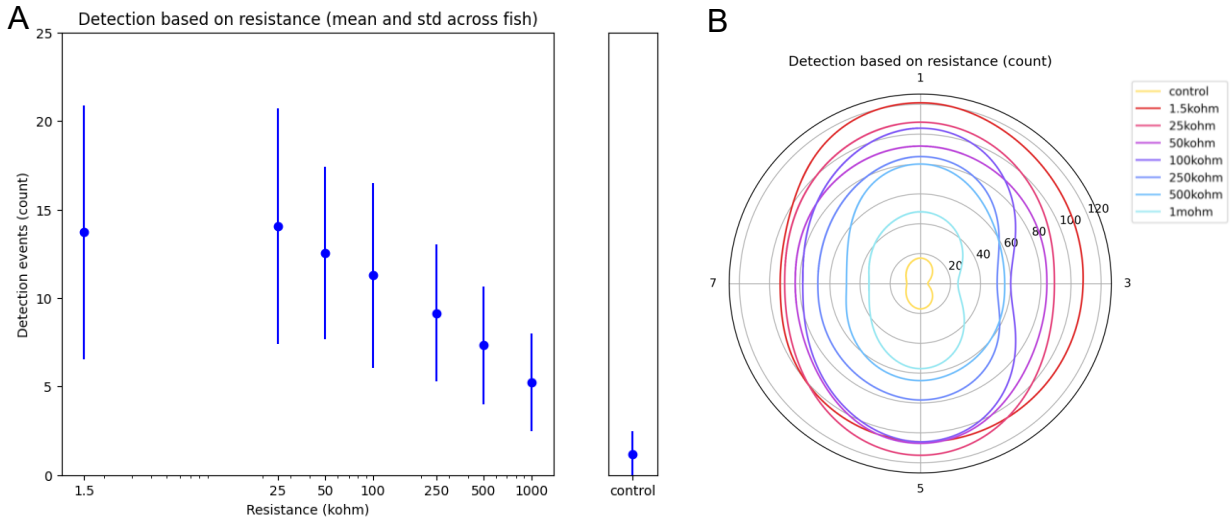 A
Detection based on resistance (mean and std across fish)
25
20
15
10
5
0
Detection events (count)
1.5
25
50
100
250
500
1000
Resistance (kohm)
control
B
Detection based on resistance (count)
1
3
5
7
20
40
60
80
100
120
control
1.5kohm
25kohm
50kohm
100kohm
250kohm
500kohm
1mohm